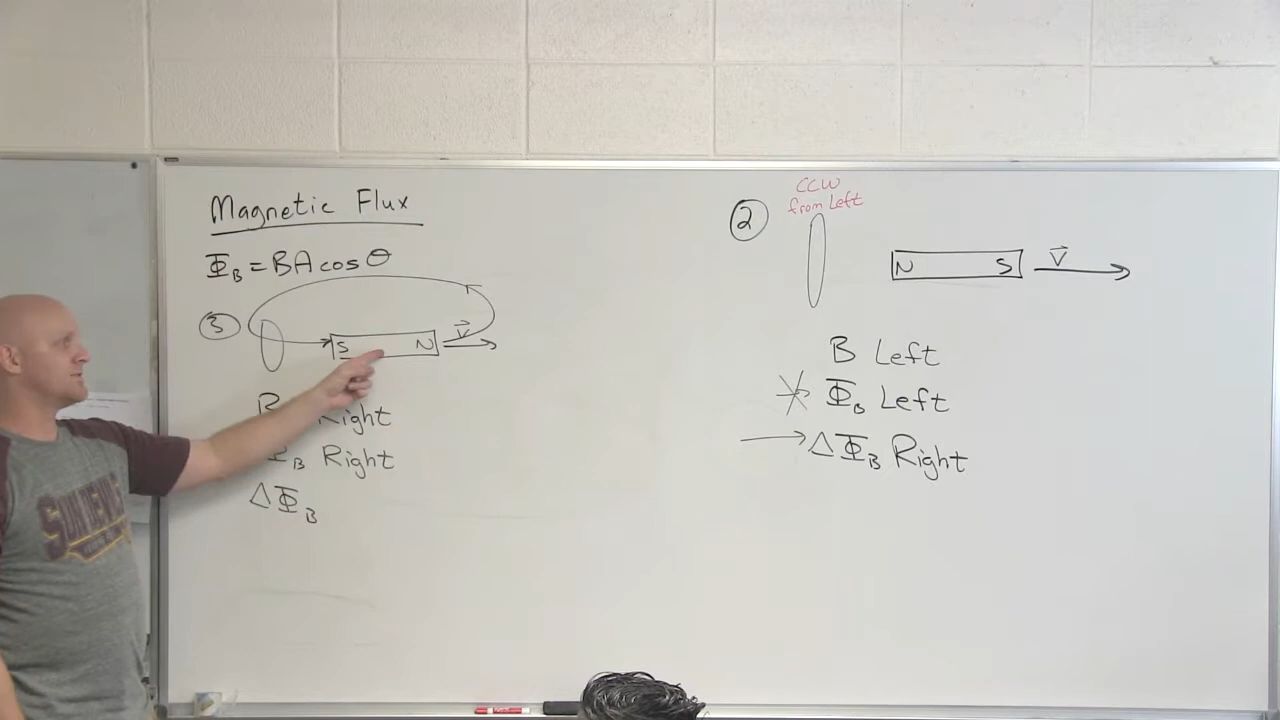 Magnetic Flux
Φ_B = BA cos θ
③
S N V⃗
B Right
Φ_B Right
ΔΦ_B
②
CCW
from Left
N S V⃗
B Left
Φ_B Left
ΔΦ_B Right